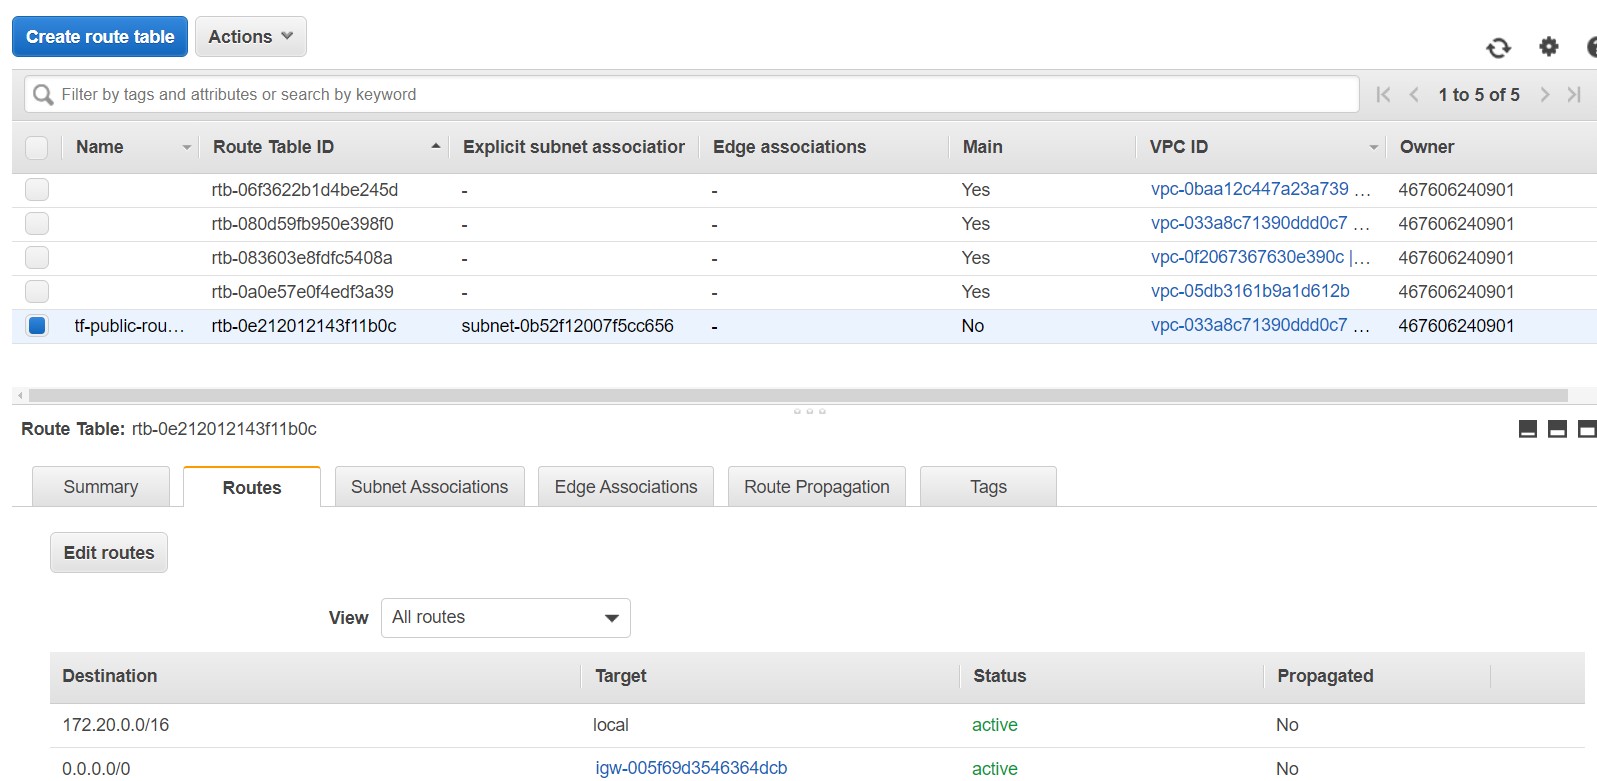 Create route table Actions
Filter by tags and attributes or search by keyword 1 to 5 of 5
Name Route Table ID Explicit subnet association Edge associations Main VPC ID Owner
rtb-06f3622b1d4be245d - - Yes vpc-0baa12c447a23a739 ... 467606240901
rtb-080d59fb950e398f0 - - Yes vpc-033a8c71390ddd0c7 ... 467606240901
rtb-083603e8fdfc5408a - - Yes vpc-0f2067367630e390c |... 467606240901
rtb-0a0e57e0f4edf3a39 - - Yes vpc-05db3161b9a1d612b 467606240901
tf-public-rou... rtb-0e212012143f11b0c subnet-0b52f12007f5cc656 - No vpc-033a8c71390ddd0c7 ... 467606240901
Route Table: rtb-0e212012143f11b0c
Summary Routes Subnet Associations Edge Associations Route Propagation Tags
Edit routes
View All routes
Destination Target Status Propagated
172.20.0.0/16 local active No
0.0.0.0/0 igw-005f69d3546364dcb active No